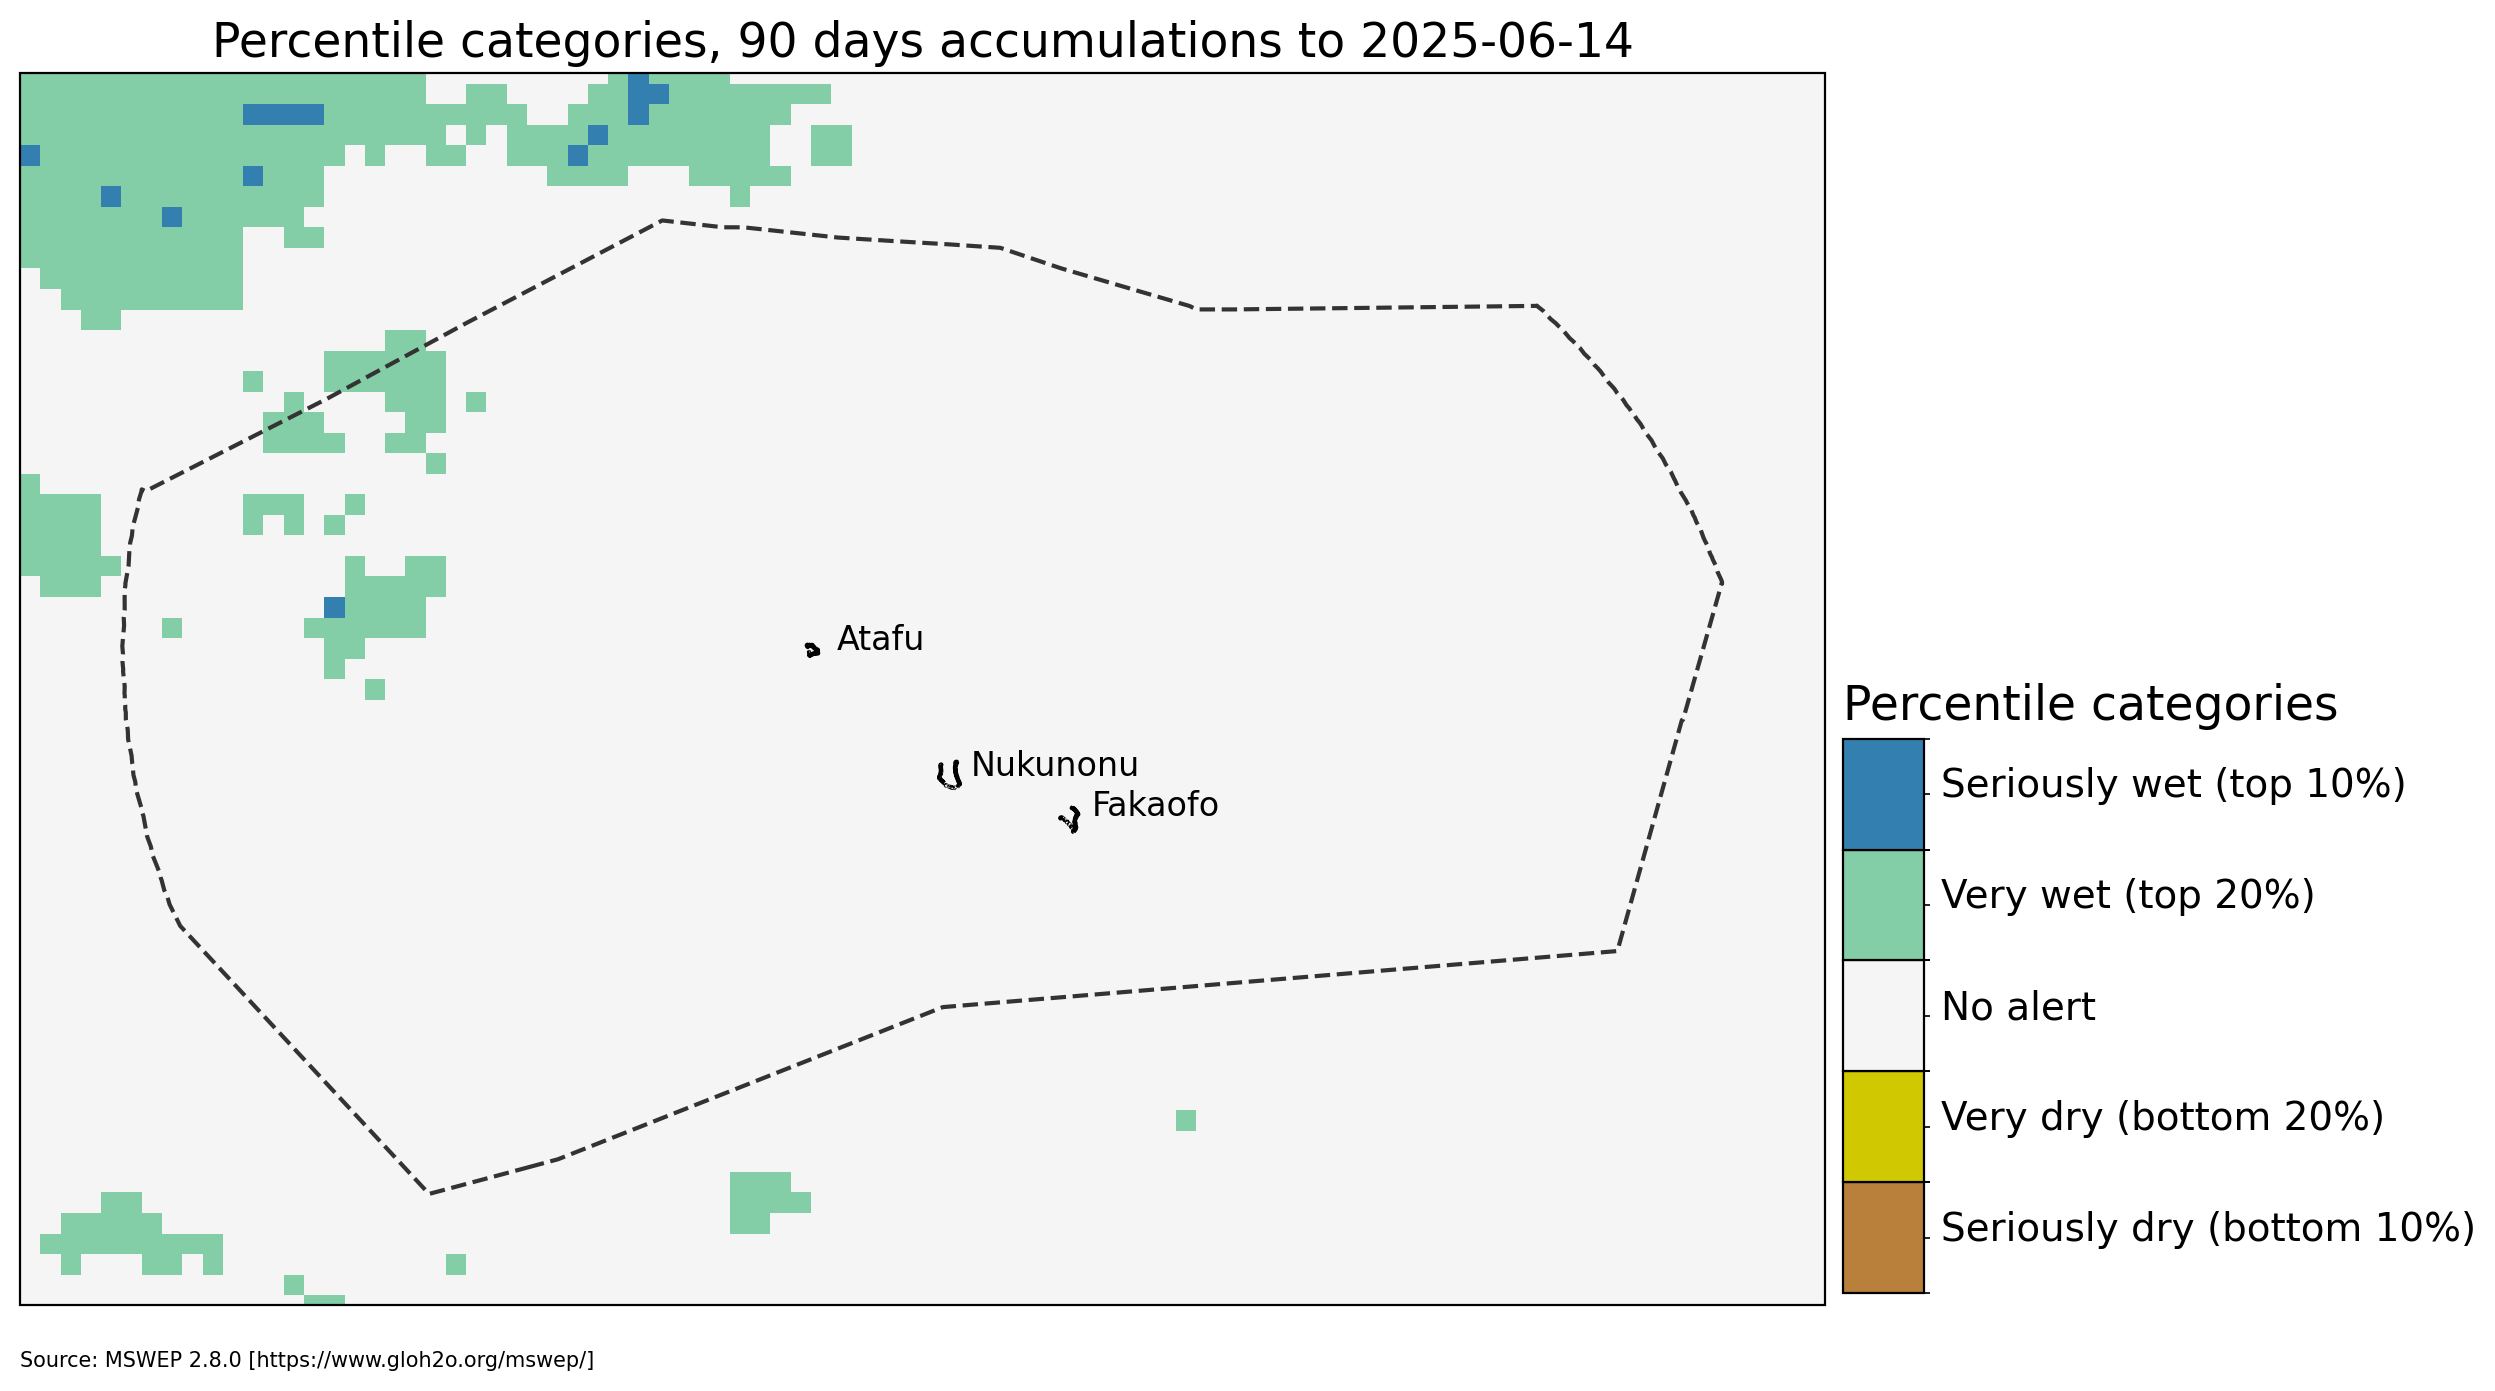 Percentile categories, 90 days accumulations to 2025-06-14
Atafu
Nukunonu
Fakaofo
Percentile categories
Seriously wet (top 10%)
Very wet (top 20%)
No alert
Very dry (bottom 20%)
Seriously dry (bottom 10%)
Source: MSWEP 2.8.0 [https://www.gloh2o.org/mswep/]